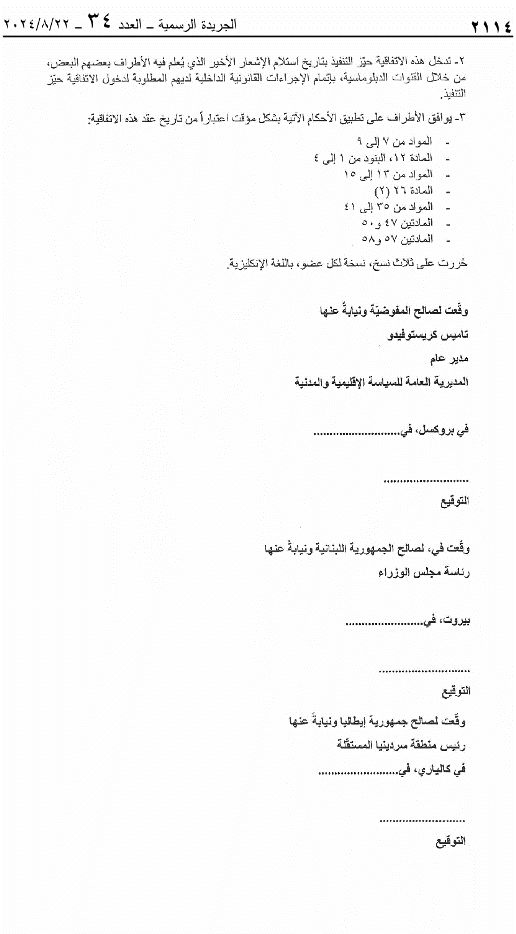 ٢١١٤
الجريدة الرسمية – العدد ٣٤ – ٢٠٢٤/٨/٢٢
٢- تدخل هذه الاتفاقية حيّز التنفيذ بتاريخ استلام الإشعار الأخير الذي يُعلم فيه الأطراف بعضهم البعض،
من خلال القنوات الدبلوماسية، بإتمام الإجراءات القانونية الداخلية لديهم المطلوبة لدخول الاتفاقية حيّز
التنفيذ.
٣- يوافق الأطراف على تطبيق الأحكام الآتية بشكل مؤقت اعتباراً من تاريخ عقد هذه الاتفاقية:
- المواد من ٧ إلى ٩
- المادة ١٢، البنود من ١ إلى ٤
- المواد من ١٣ إلى ١٥
- المادة ٢٦ (٢)
- المواد من ٣٥ إلى ٤١
- المادتين ٤٧ و٥٠
- المادتين ٥٧ و٥٨
حُررت على ثلاث نسخ، نسخة لكل عضو، باللغة الإنكليزية.
وقّعت لصالح المفوضيّة ونيابةً عنها
تاميس كريستوفيدو
مدير عام
المديرية العامة للسياسة الإقليمية والمدنية
في بروكسل، في...........................
..........................
التوقيع
وقّعت في، لصالح الجمهورية اللبنانية ونيابةً عنها
رئاسة مجلس الوزراء
بيروت، في........................
............................
التوقيع
وقّعت لصالح جمهورية إيطاليا ونيابةً عنها
رئيس منطقة سردينيا المستقلّة
في كالياري، في.........................
...........................
التوقيع